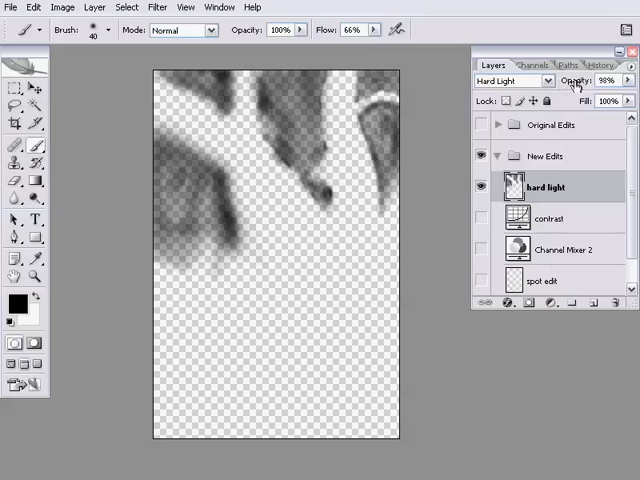 File Edit Image Layer Select Filter View Window Help
Brush: 40 Mode: Normal Opacity: 100% Flow: 66%
Layers Channels Paths History
Hard Light Opacity: 98%
Lock: Fill: 100%
Original Edits
New Edits
hard light
contrast
Channel Mixer 2
spot edit
T